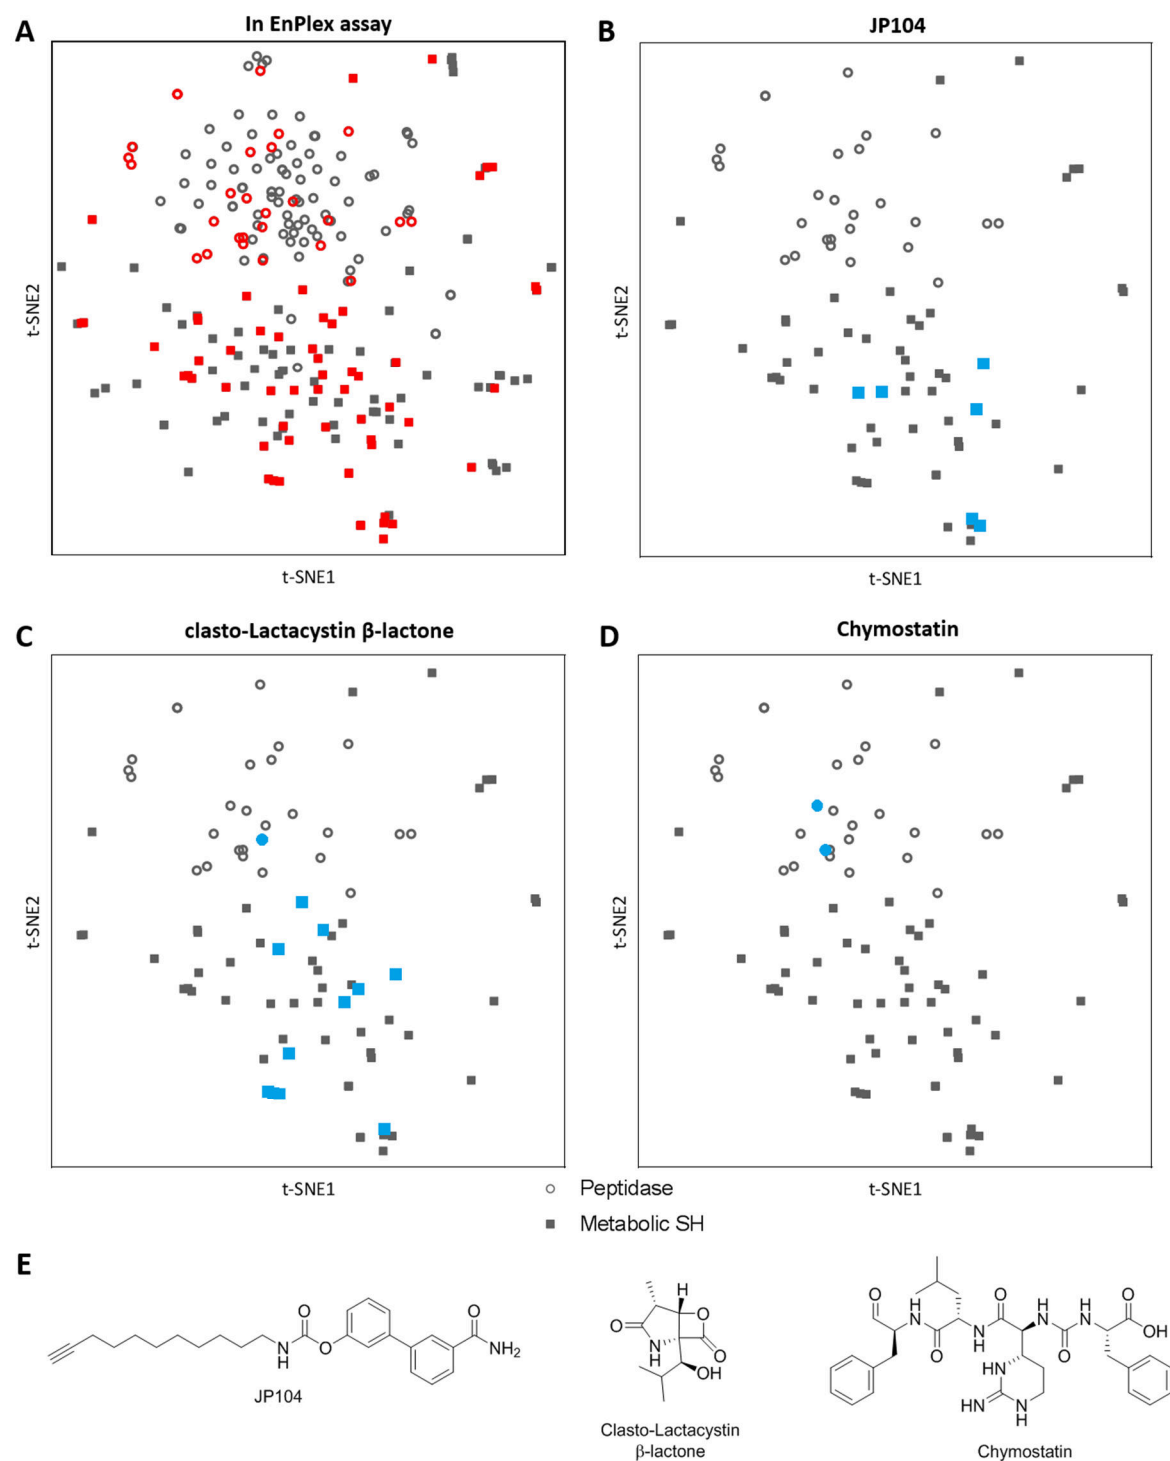 A
In EnPlex assay
t-SNE2
t-SNE1
B
JP104
t-SNE2
t-SNE1
C
clasto-Lactacystin β-lactone
t-SNE2
t-SNE1
D
Chymostatin
t-SNE2
t-SNE1
Peptidase
Metabolic SH
E
O
N
H
O
O
NH2
JP104
H
O
O
N
H
O
OH
Clasto-Lactacystin
β-lactone
O
H
N
O
N
H
O
H
N
O
H
N
O
OH
HN
HN
N
H
Chymostatin